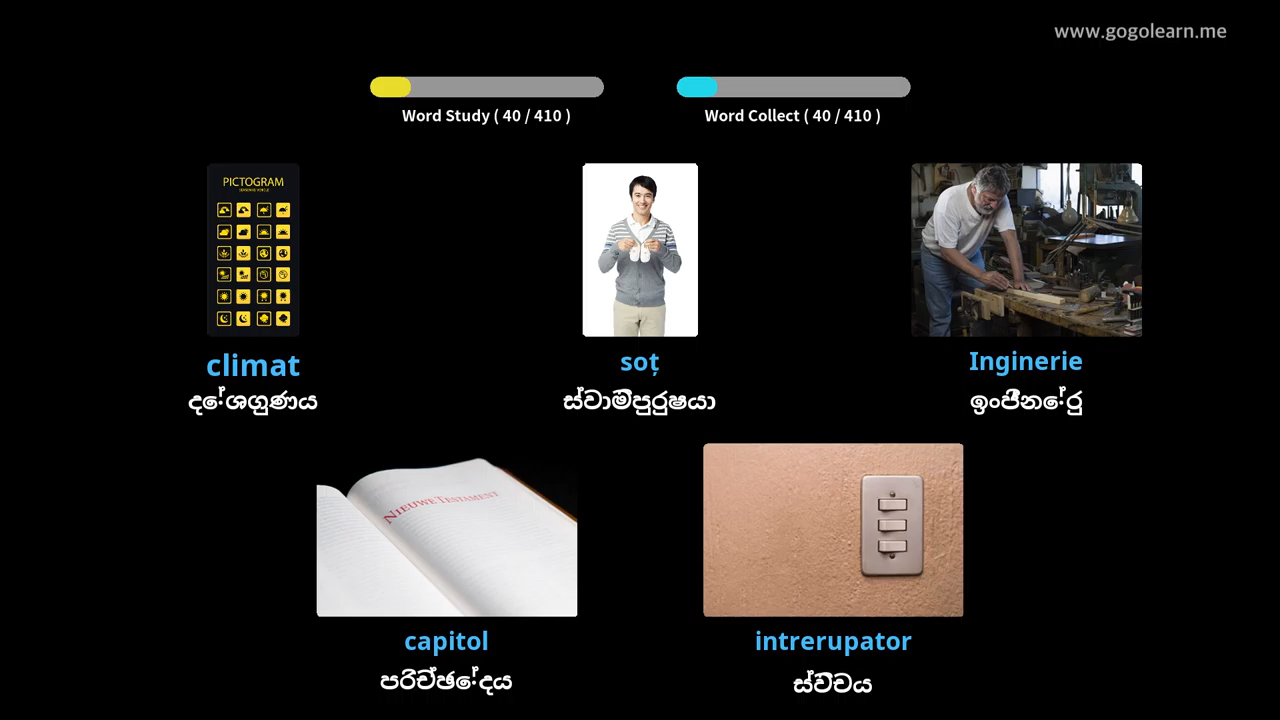 www.gogolearn.me
Word Study ( 40 / 410 )
Word Collect ( 40 / 410 )
PICTOGRAM
climat
දේශගුණය
soț
ස්වාමිපුරුෂයා
Inginerie
ඉංජිනේරු
NIEUWE TESTAMENT
capitol
පරිච්ඡේදය
intrerupator
ස්විචය